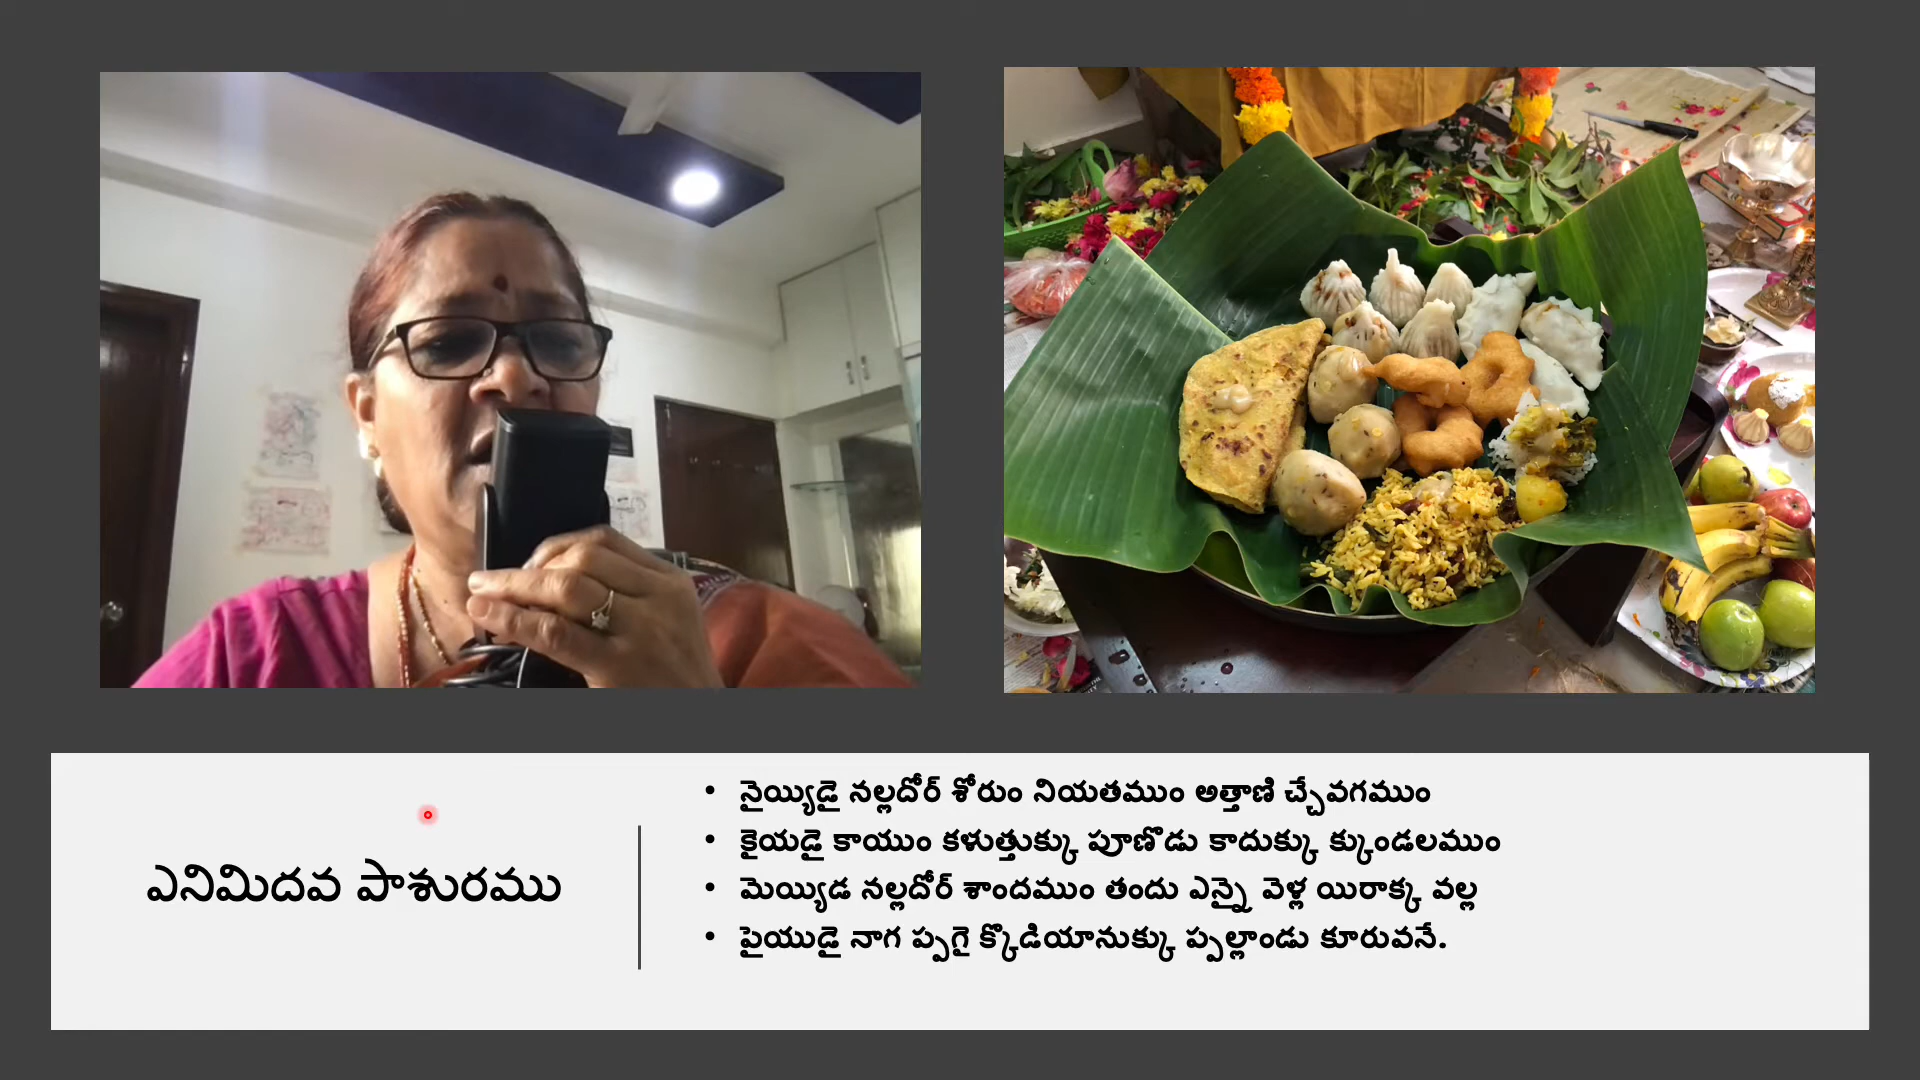 ఎనిమిదవ పాశురము
• నెయ్యిడై నల్లదోర్ శోరుం నియతముం అత్తాణి చ్చేవగముం
• కైయడై కాయుం కళుత్తుక్కు పూణొడు కాదుక్కు క్కుండలముం
• మెయ్యిడ నల్లదోర్ శాందముం తందు ఎన్నై వెళ్ల యిరాక్క వల్ల
• పైయుడై నాగ ప్పగై క్కొడియానుక్కు ప్పల్లాండు కూరువనే.